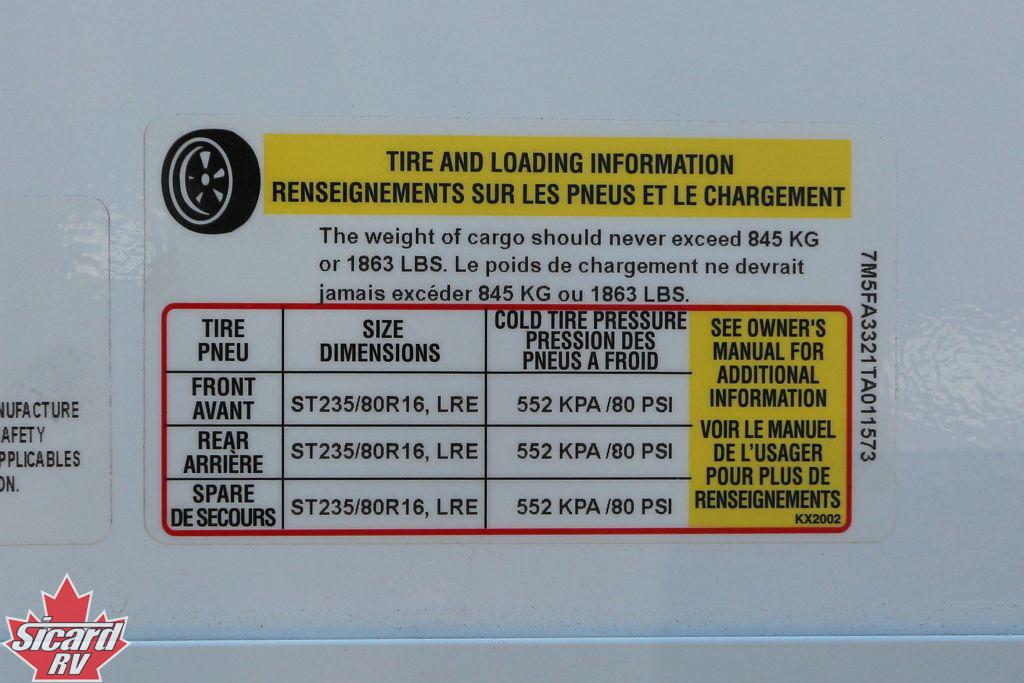 TIRE AND LOADING INFORMATION
RENSEIGNEMENTS SUR LES PNEUS ET LE CHARGEMENT
The weight of cargo should never exceed 845 KG
or 1863 LBS. Le poids de chargement ne devrait
jamais excéder 845 KG ou 1863 LBS.
TIRE
PNEU
SIZE
DIMENSIONS
COLD TIRE PRESSURE
PRESSION DES
PNEUS A FROID
FRONT
AVANT
ST235/80R16, LRE
552 KPA /80 PSI
REAR
ARRIÈRE
ST235/80R16, LRE
552 KPA /80 PSI
SPARE
DE SECOURS
ST235/80R16, LRE
552 KPA /80 PSI
SEE OWNER'S
MANUAL FOR
ADDITIONAL
INFORMATION
VOIR LE MANUEL
DE L'USAGER
POUR PLUS DE
RENSEIGNEMENTS
KX2002
7M5FA3321TA011573
NUFACTURE
AFETY
PPLICABLES
ON.
Sicard
RV